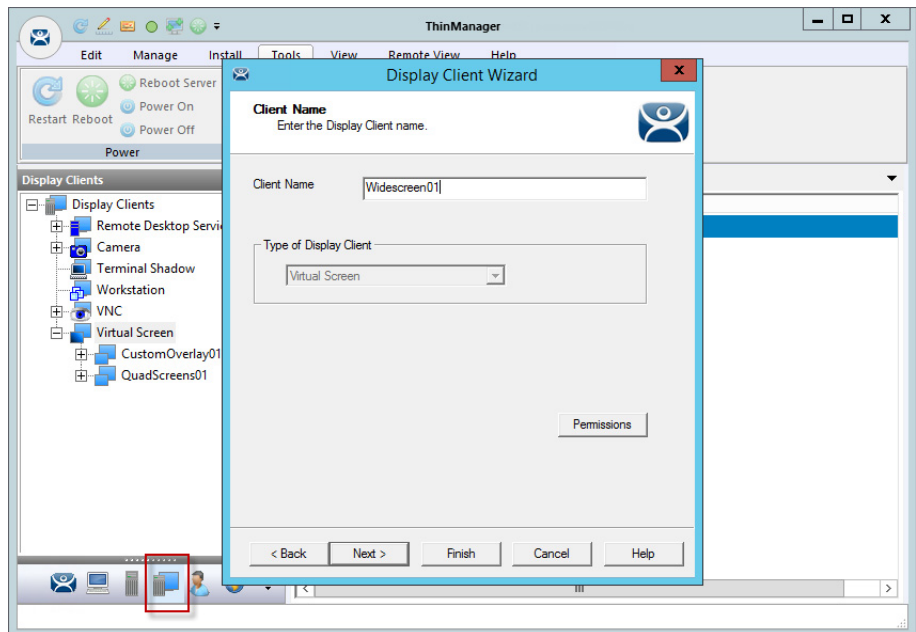 ThinManager
Edit Manage Install Tools View Remote View Help
Restart Reboot
Reboot Server
Power On
Power Off
Power
Display Clients
Display Clients
Remote Desktop Servi
Camera
Terminal Shadow
Workstation
VNC
Virtual Screen
CustomOverlay01
QuadScreens01
Display Client Wizard
x
Client Name
Enter the Display Client name.
Client Name Widescreen01
Type of Display Client
Virtual Screen
Permissions
< Back Next > Finish Cancel Help